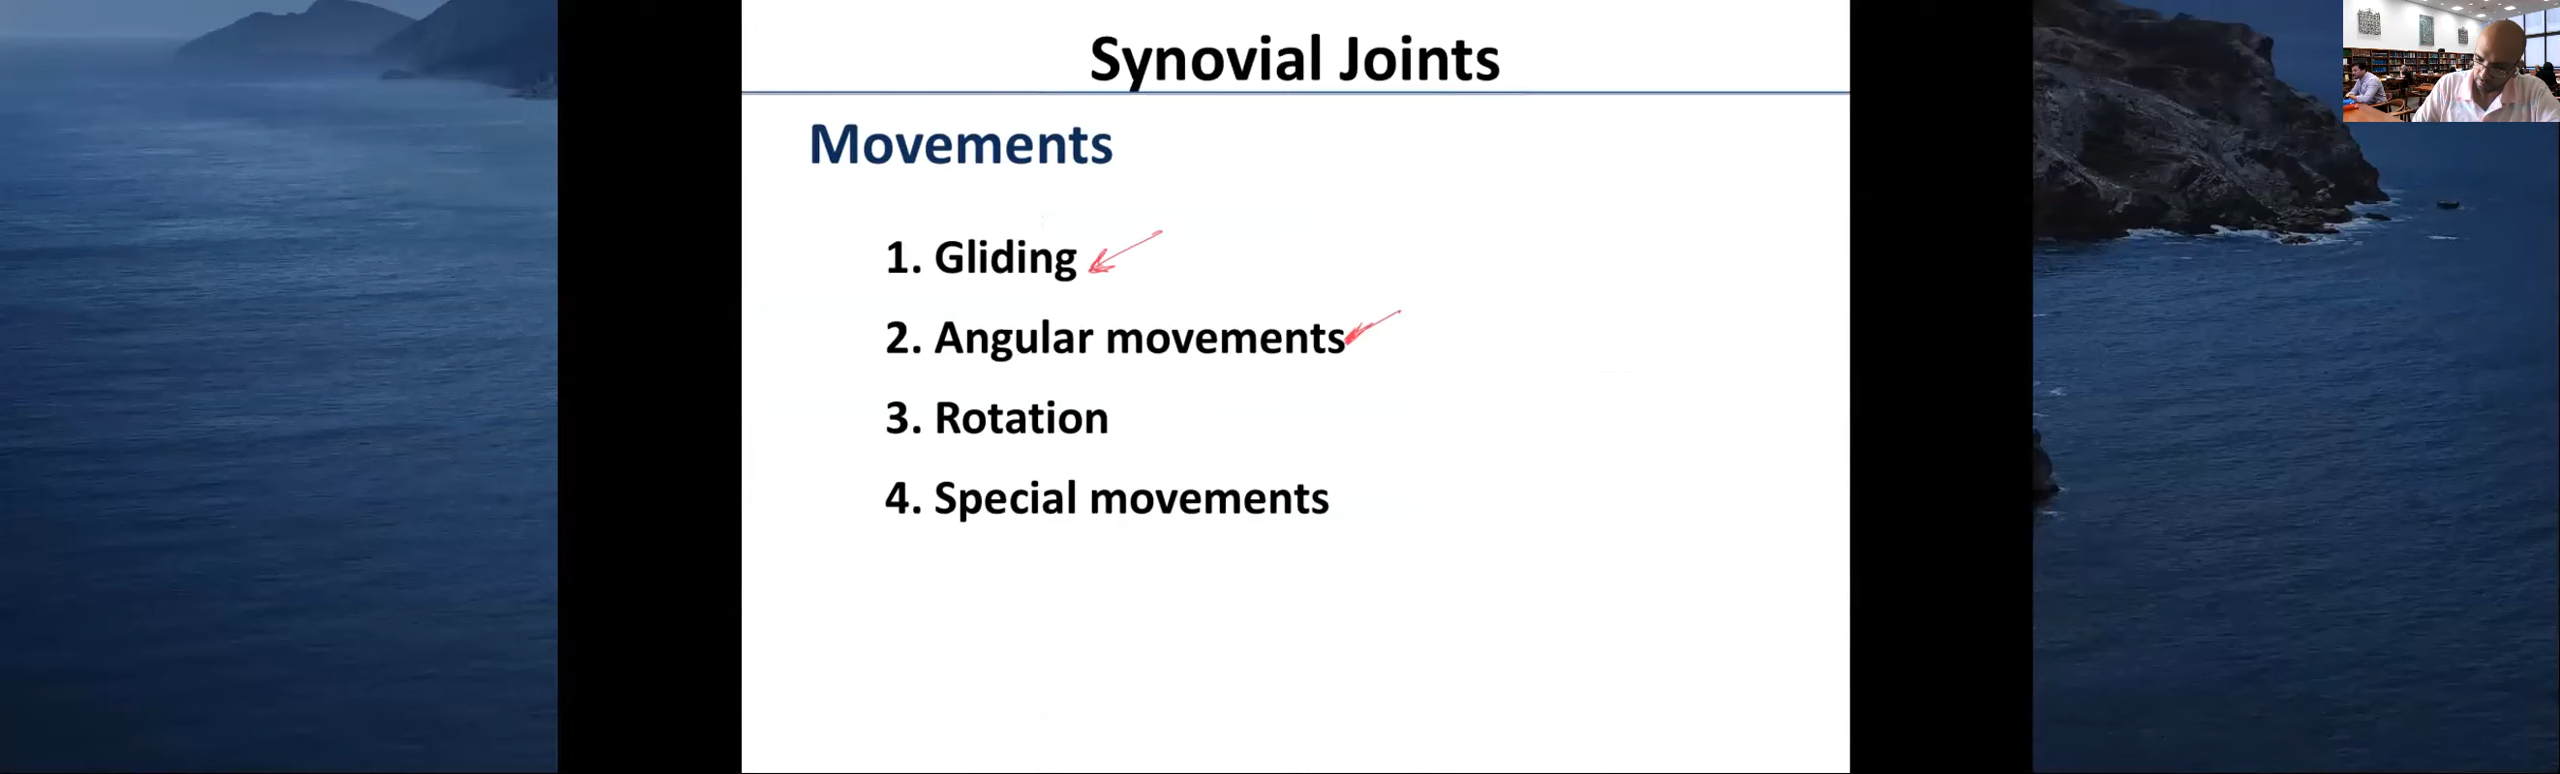 Synovial Joints
Movements
1. Gliding
2. Angular movements
3. Rotation
4. Special movements